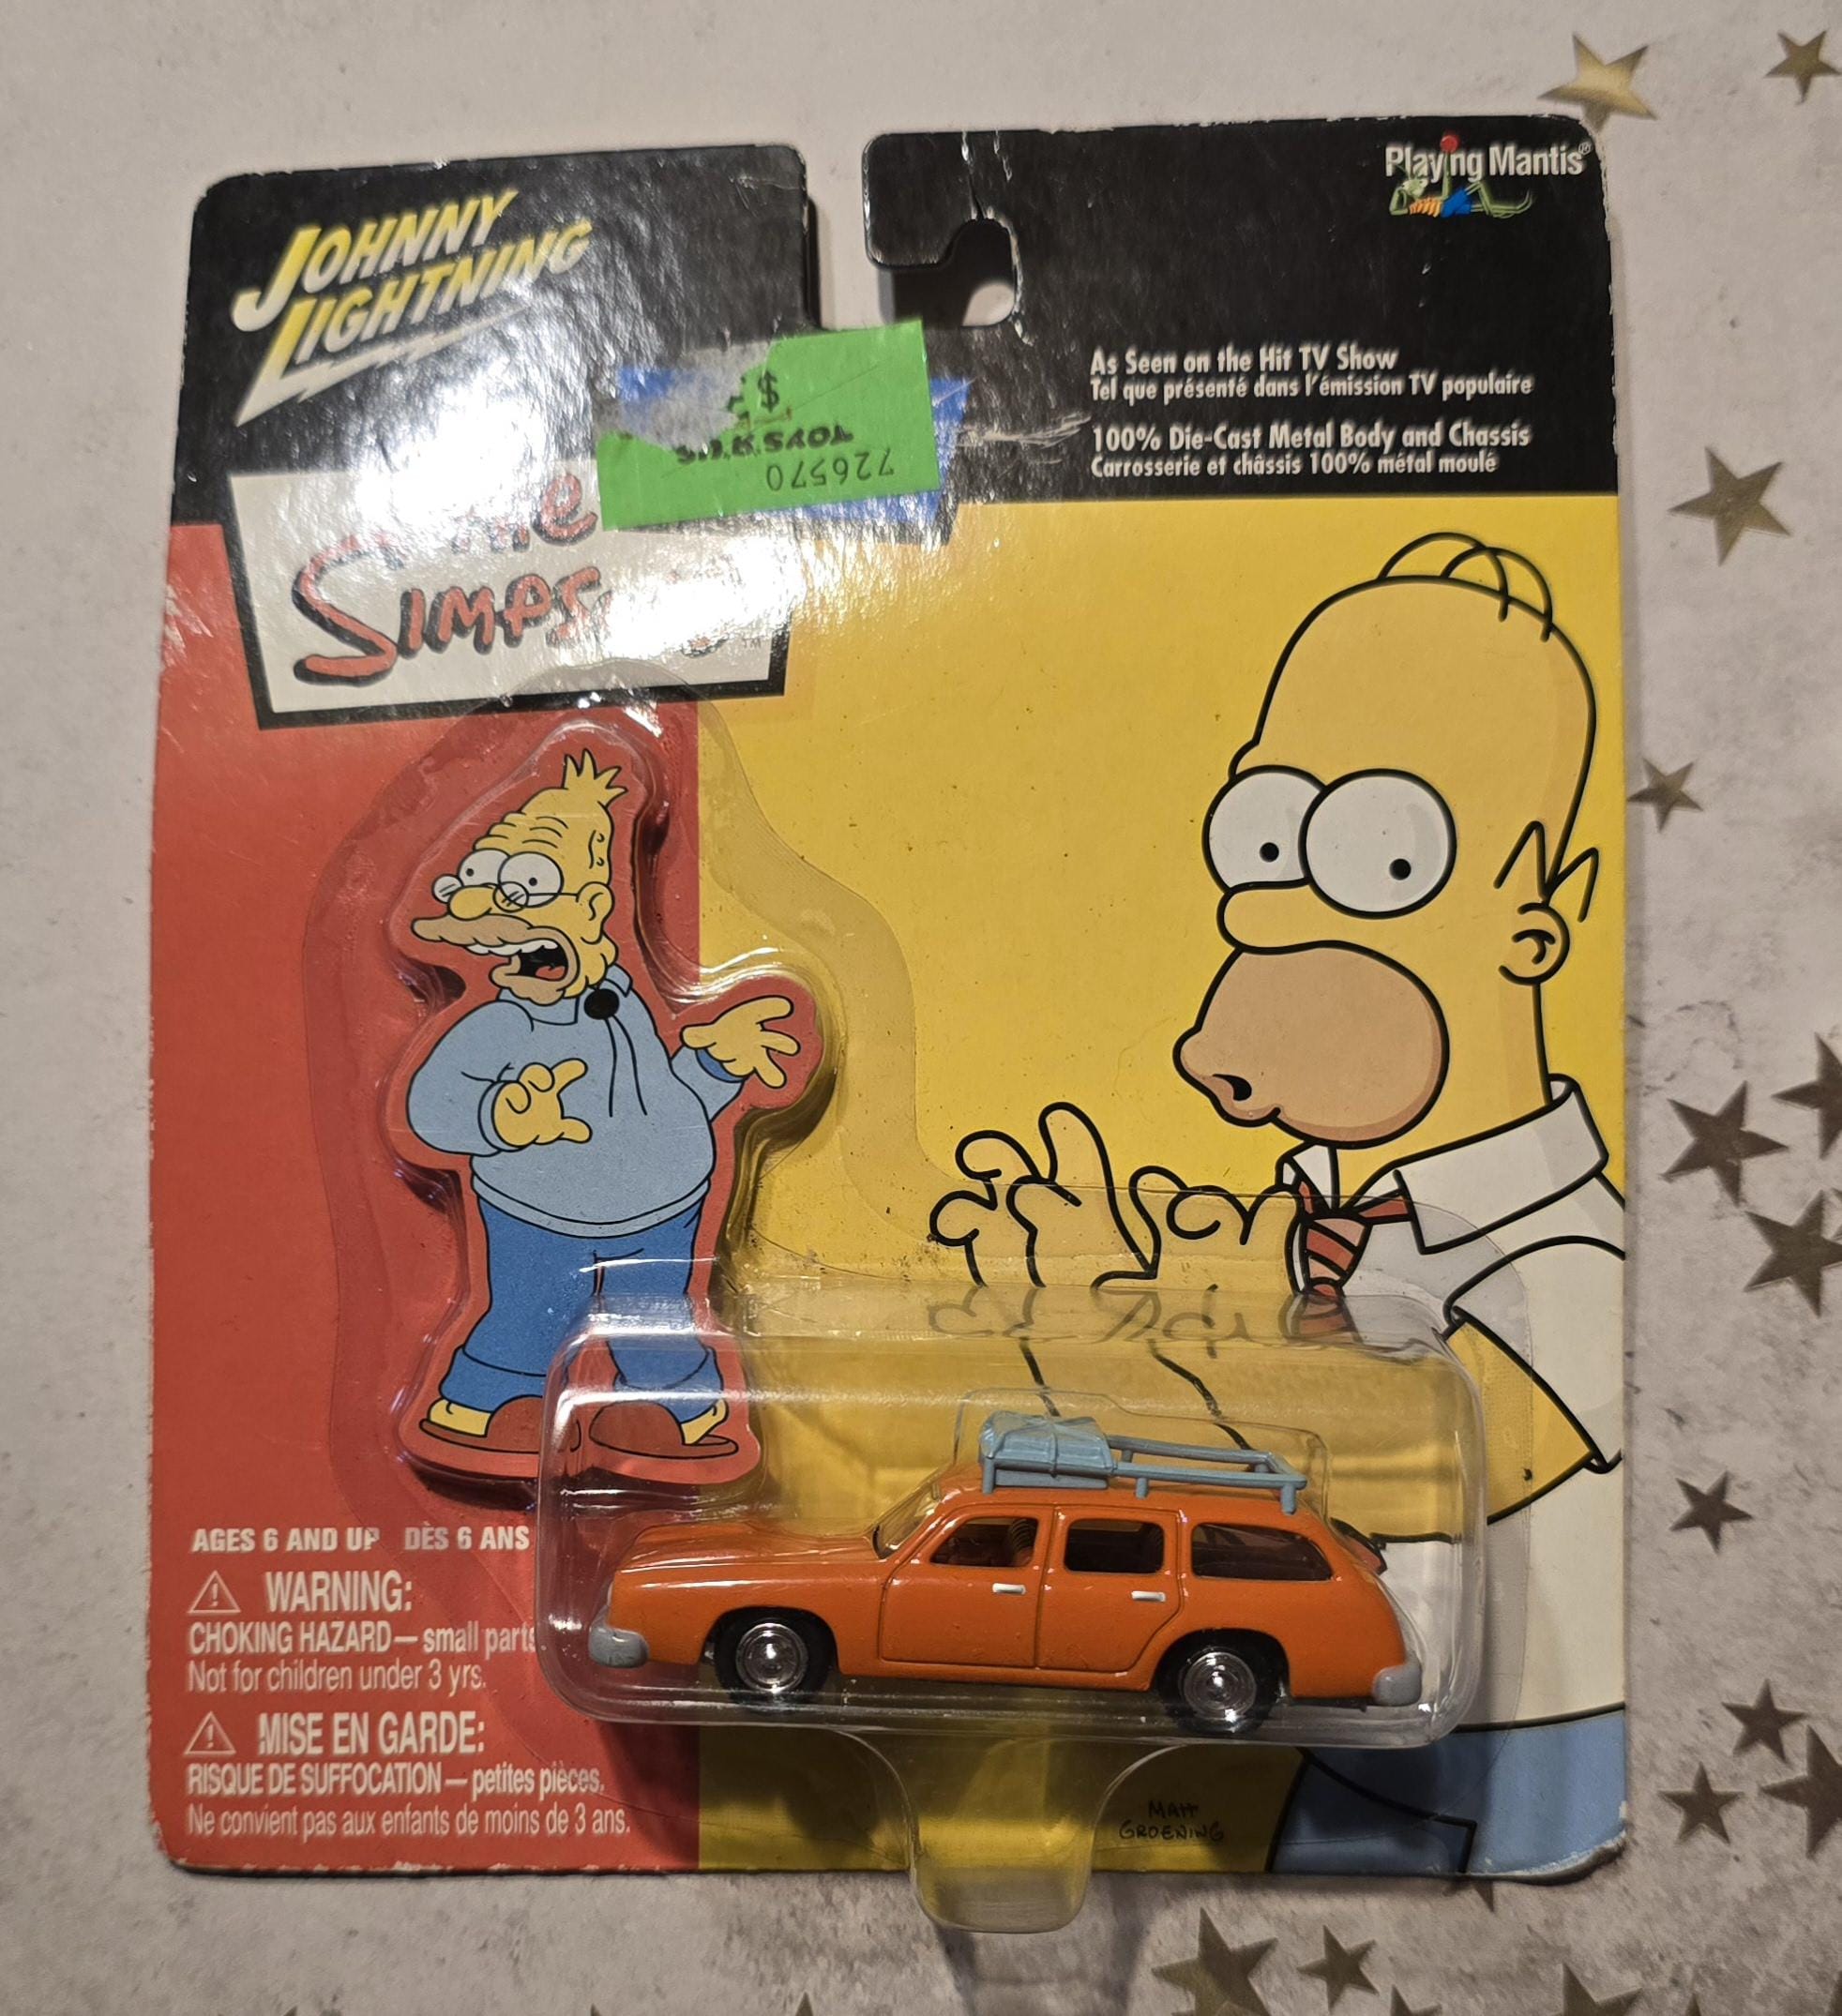 JOHNNY
LIGHTNING
Playing Mantis®
As Seen on the Hit TV Show
Tel que présenté dans l'émission TV populaire
100% Die-Cast Metal Body and Chassis
Carrosserie et châssis 100% métal moulé
$
726570
The
SIMPS
TM
AGES 6 AND UP DÈS 6 ANS
WARNING:
CHOKING HAZARD — small parts
Not for children under 3 yrs.
MISE EN GARDE:
RISQUE DE SUFFOCATION — petites pièces.
Ne convient pas aux enfants de moins de 3 ans.
MATT
GROENING